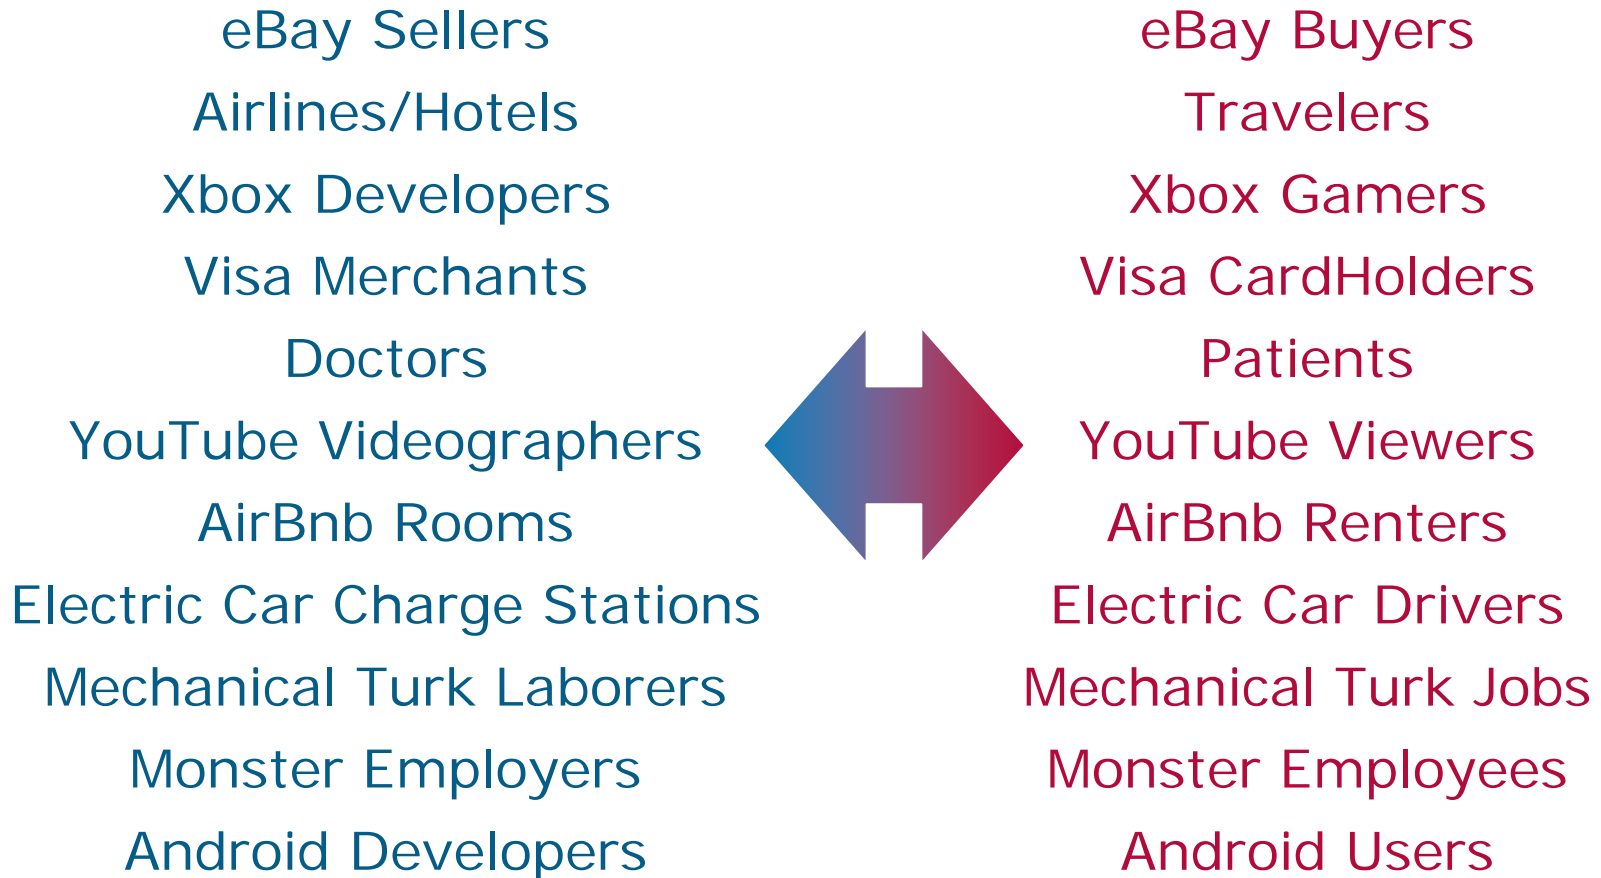 eBay Sellers
eBay Buyers
Airlines/Hotels
Travelers
Xbox Developers
Xbox Gamers
Visa Merchants
Visa CardHolders
Doctors
Patients
YouTube Videographers
YouTube Viewers
AirBnb Rooms
AirBnb Renters
Electric Car Charge Stations
Electric Car Drivers
Mechanical Turk Laborers
Mechanical Turk Jobs
Monster Employers
Monster Employees
Android Developers
Android Users